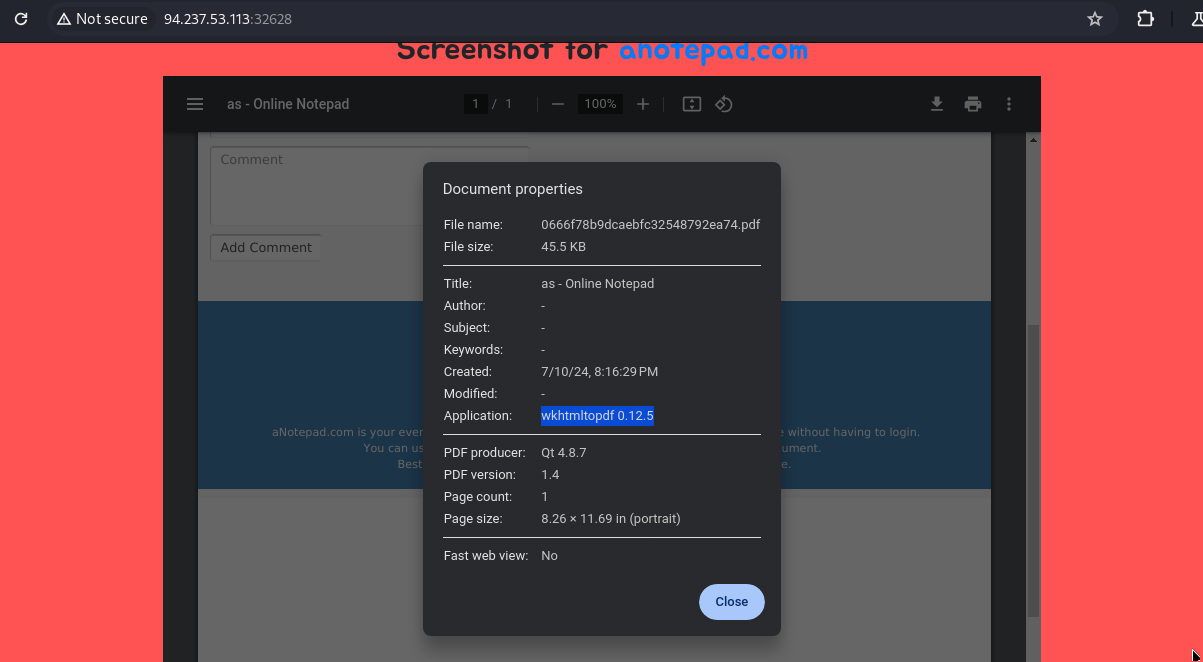 Not secure 94.237.53.113:32628
Screenshot for anotepad.com
as - Online Notepad 1 / 1 100%
Comment
Add Comment
Document properties
File name: 0666f78b9dcaebfc32548792ea74.pdf
File size: 45.5 KB
Title: as - Online Notepad
Author: -
Subject: -
Keywords: -
Created: 7/10/24, 8:16:29 PM
Modified: -
Application: wkhtmltopdf 0.12.5
PDF producer: Qt 4.8.7
PDF version: 1.4
Page count: 1
Page size: 8.26 × 11.69 in (portrait)
Fast web view: No
Close
aNotepad.com is your ever without having to login.
You can us ument.
Best e.